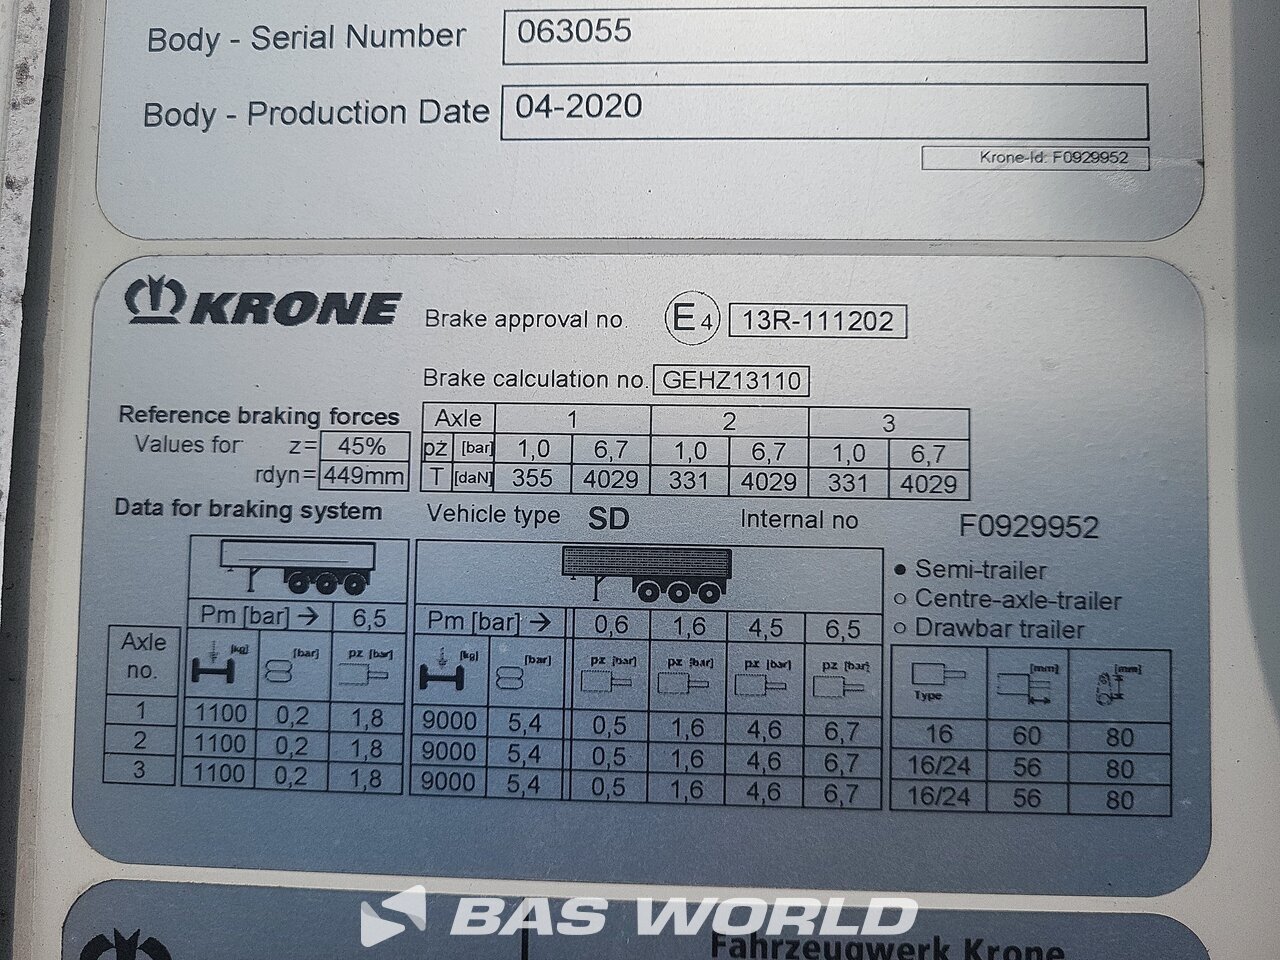 Body - Serial Number 063055
Body - Production Date 04-2020
Krone-Id: F0929952
KRONE Brake approval no. E4 13R-111202
Brake calculation no. GEHZ13110
Reference braking forces Axle 1 2 3
Values for z= 45% pz [bar] 1,0 6,7 1,0 6,7 1,0 6,7
rdyn= 449mm T [daN] 355 4029 331 4029 331 4029
Data for braking system Vehicle type SD Internal no F0929952
Semi-trailer
Centre-axle-trailer
Drawbar trailer
Pm [bar] → 6,5 Pm [bar] → 0,6 1,6 4,5 6,5
Axle no. [kg] [bar] pz [bar] [kg] [bar] pz [bar] pz [bar] pz [bar] pz [bar] Type [mm] [mm]
1 1100 0,2 1,8 9000 5,4 0,5 1,6 4,6 6,7 16 60 80
2 1100 0,2 1,8 9000 5,4 0,5 1,6 4,6 6,7 16/24 56 80
3 1100 0,2 1,8 9000 5,4 0,5 1,6 4,6 6,7 16/24 56 80
BAS WORLD
Fahrzeugwerk Krone